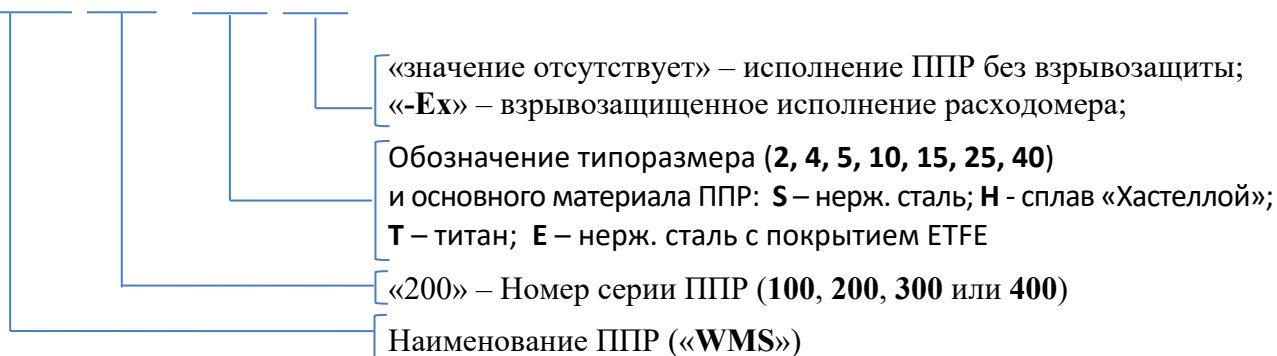 «значение отсутствует» – исполнение ППР без взрывозащиты;
«-Ex» – взрывозащищенное исполнение расходомера;
Обозначение типоразмера (2, 4, 5, 10, 15, 25, 40)
и основного материала ППР: S – нерж. сталь; H - сплав «Хастеллой»;
T – титан; E – нерж. сталь с покрытием ETFE
«200» – Номер серии ППР (100, 200, 300 или 400)
Наименование ППР («WMS»)